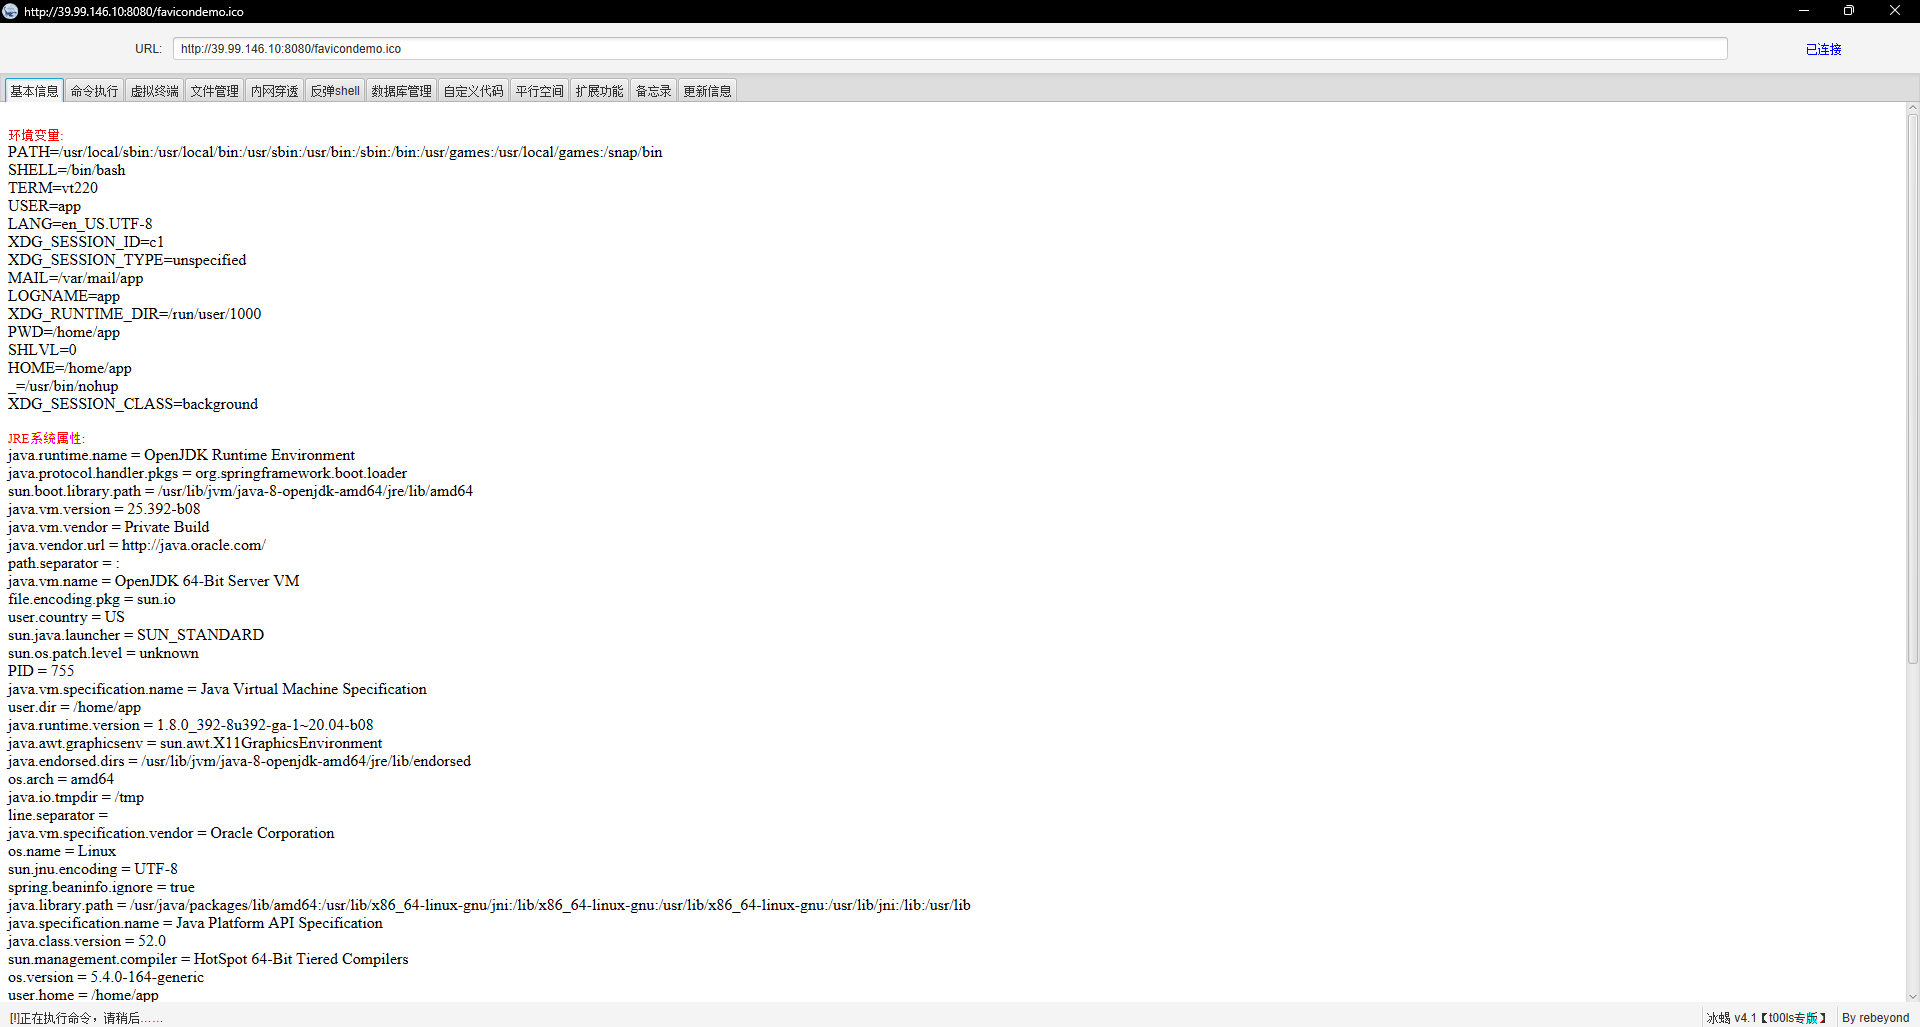 http://39.99.146.10:8080/favicondemo.ico
URL: http://39.99.146.10:8080/favicondemo.ico 已连接
基本信息 命令执行 虚拟终端 文件管理 内网穿透 反弹shell 数据库管理 自定义代码 平行空间 扩展功能 备忘录 更新信息
环境变量:
PATH=/usr/local/sbin:/usr/local/bin:/usr/sbin:/usr/bin:/sbin:/bin:/usr/games:/usr/local/games:/snap/bin
SHELL=/bin/bash
TERM=vt220
USER=app
LANG=en_US.UTF-8
XDG_SESSION_ID=c1
XDG_SESSION_TYPE=unspecified
MAIL=/var/mail/app
LOGNAME=app
XDG_RUNTIME_DIR=/run/user/1000
PWD=/home/app
SHLVL=0
HOME=/home/app
_=/usr/bin/nohup
XDG_SESSION_CLASS=background
JRE系统属性:
java.runtime.name = OpenJDK Runtime Environment
java.protocol.handler.pkgs = org.springframework.boot.loader
sun.boot.library.path = /usr/lib/jvm/java-8-openjdk-amd64/jre/lib/amd64
java.vm.version = 25.392-b08
java.vm.vendor = Private Build
java.vendor.url = http://java.oracle.com/
path.separator = :
java.vm.name = OpenJDK 64-Bit Server VM
file.encoding.pkg = sun.io
user.country = US
sun.java.launcher = SUN_STANDARD
sun.os.patch.level = unknown
PID = 755
java.vm.specification.name = Java Virtual Machine Specification
user.dir = /home/app
java.runtime.version = 1.8.0_392-8u392-ga-1~20.04-b08
java.awt.graphicsenv = sun.awt.X11GraphicsEnvironment
java.endorsed.dirs = /usr/lib/jvm/java-8-openjdk-amd64/jre/lib/endorsed
os.arch = amd64
java.io.tmpdir = /tmp
line.separator =
java.vm.specification.vendor = Oracle Corporation
os.name = Linux
sun.jnu.encoding = UTF-8
spring.beaninfo.ignore = true
java.library.path = /usr/java/packages/lib/amd64:/usr/lib/x86_64-linux-gnu/jni:/lib/x86_64-linux-gnu:/usr/lib/x86_64-linux-gnu:/usr/lib/jni:/lib:/usr/lib
java.specification.name = Java Platform API Specification
java.class.version = 52.0
sun.management.compiler = HotSpot 64-Bit Tiered Compilers
os.version = 5.4.0-164-generic
user.home = /home/app
[!]正在执行命令，请稍后…… 冰蝎 v4.1【t00ls专版】 By rebeyond